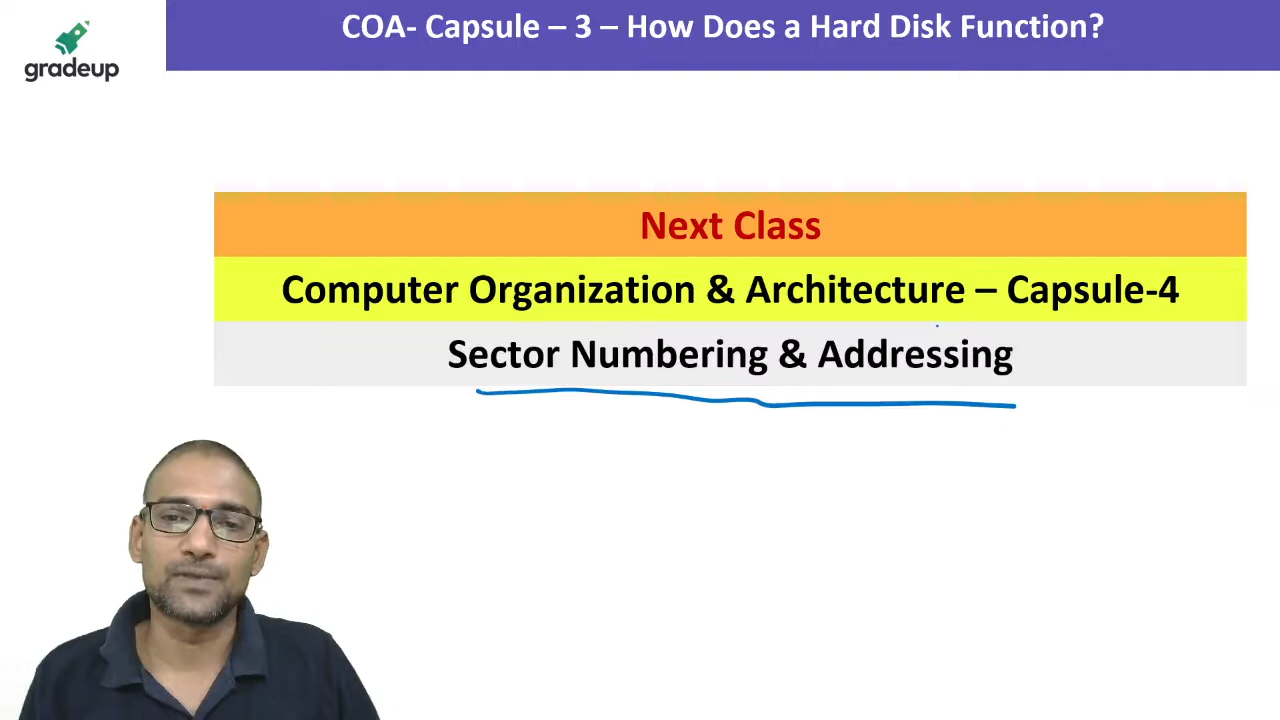 COA- Capsule – 3 – How Does a Hard Disk Function?
gradeup
Next Class
Computer Organization & Architecture – Capsule-4
Sector Numbering & Addressing